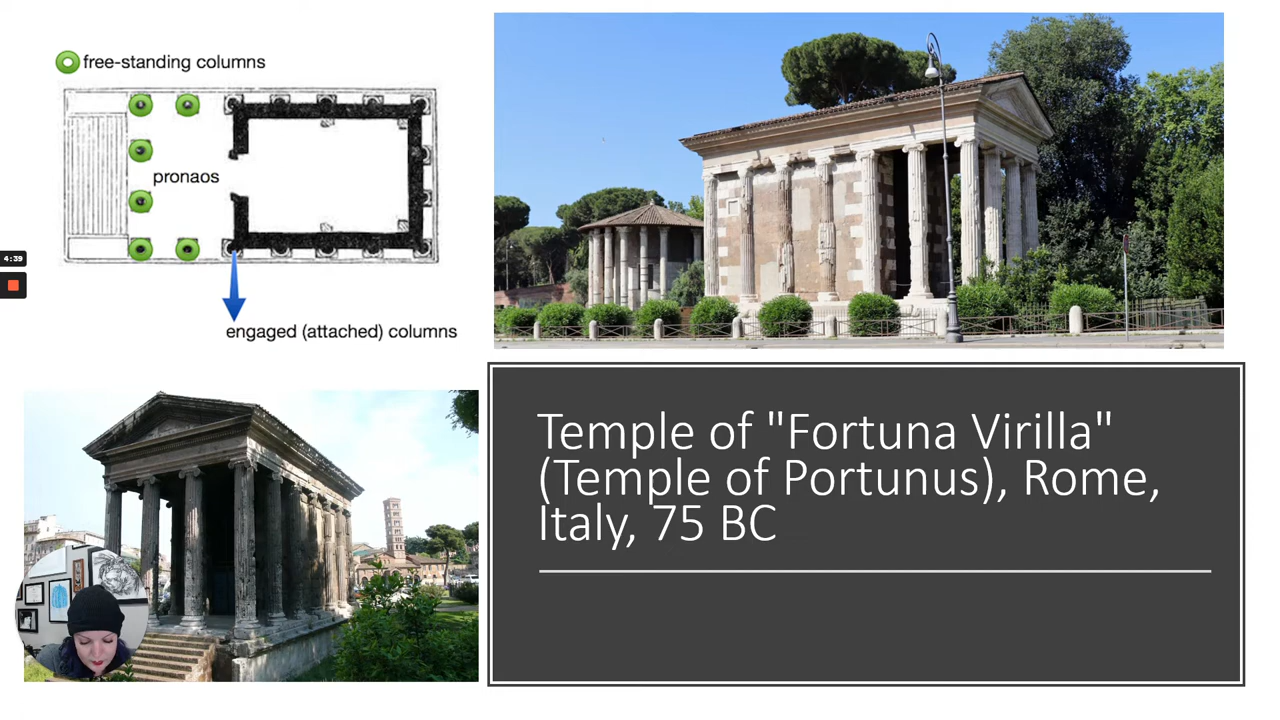 free-standing columns
pronaos
4:39
engaged (attached) columns
Temple of "Fortuna Virilla"
(Temple of Portunus), Rome,
Italy, 75 BC